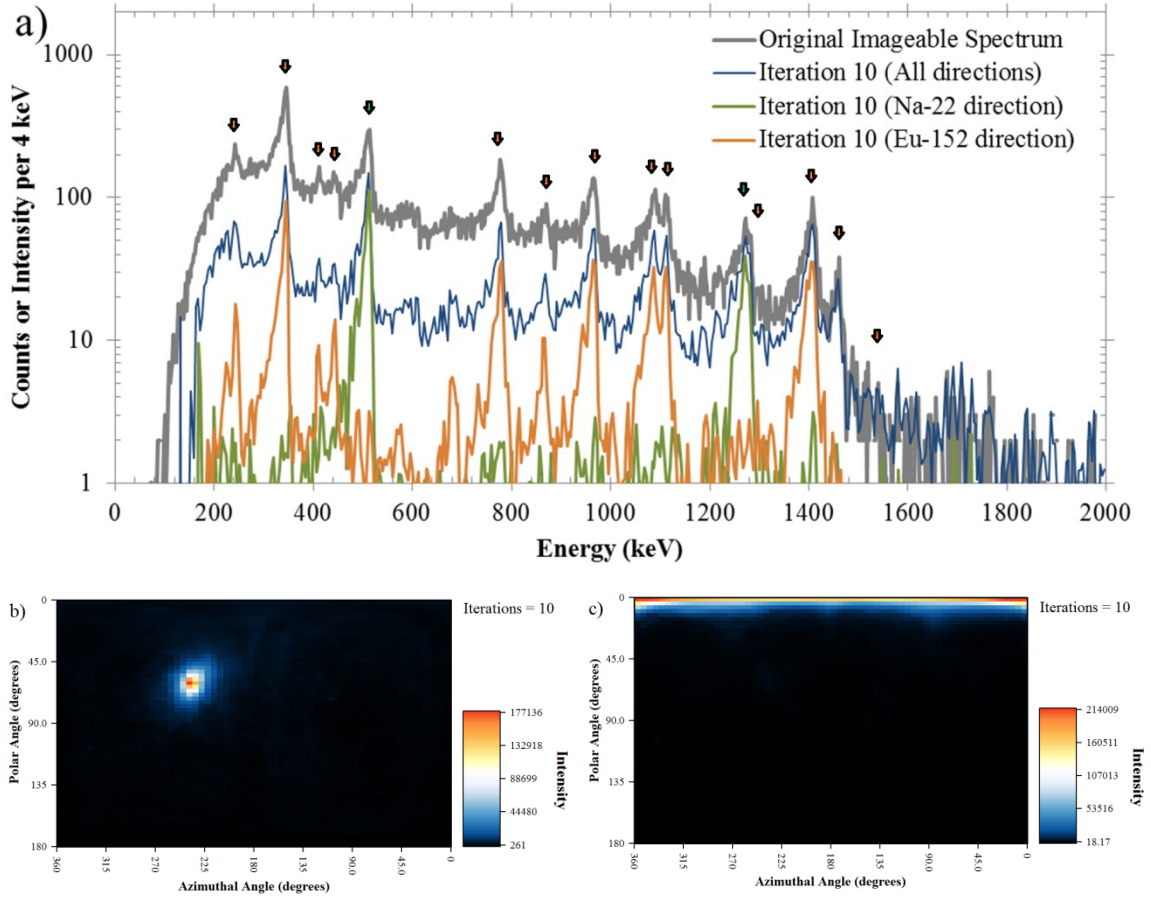 a)
Original Imageable Spectrum
Iteration 10 (All directions)
Iteration 10 (Na-22 direction)
Iteration 10 (Eu-152 direction)
Counts or Intensity per 4 keV
1000
100
10
1
0 200 400 600 800 1000 1200 1400 1600 1800 2000
Energy (keV)
b)
Iterations = 10
Polar Angle (degrees)
0
45.0
90.0
135
180
360 315 270 225 180 135 90.0 45.0 0
Azimuthal Angle (degrees)
177136
132918
88699
44480
261
Intensity
c)
Iterations = 10
Polar Angle (degrees)
0
45.0
90.0
135
180
360 315 270 225 180 135 90.0 45.0 0
Azimuthal Angle (degrees)
214009
160511
107013
53516
18.17
Intensity